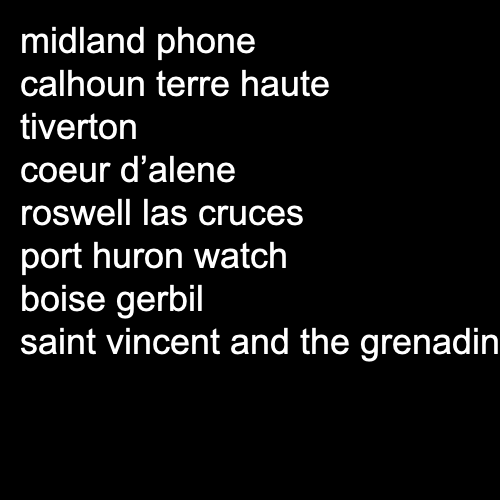 midland phone
calhoun terre haute
tiverton
coeur d’alene
roswell las cruces
port huron watch
boise gerbil
saint vincent and the grenadin